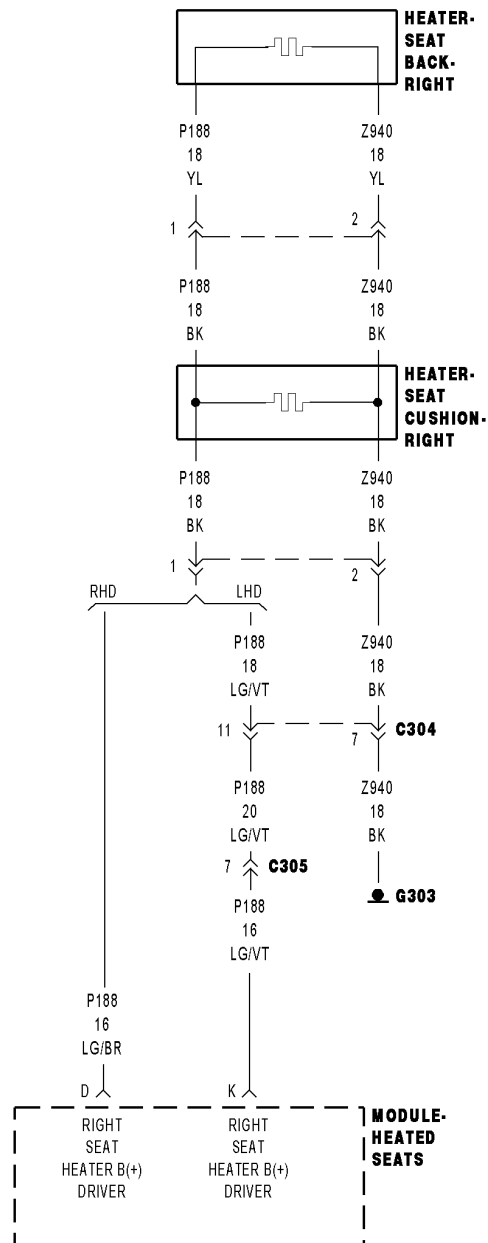 HEATER-
SEAT
BACK-
RIGHT
P188
18
YL
Z940
18
YL
1
2
P188
18
BK
Z940
18
BK
HEATER-
SEAT
CUSHION-
RIGHT
P188
18
BK
Z940
18
BK
1
2
RHD
LHD
P188
18
LG/VT
Z940
18
BK
11
7
C304
P188
20
LG/VT
Z940
18
BK
7
C305
G303
P188
16
LG/VT
P188
16
LG/BR
D
K
RIGHT
SEAT
HEATER B(+)
DRIVER
RIGHT
SEAT
HEATER B(+)
DRIVER
MODULE-
HEATED
SEATS